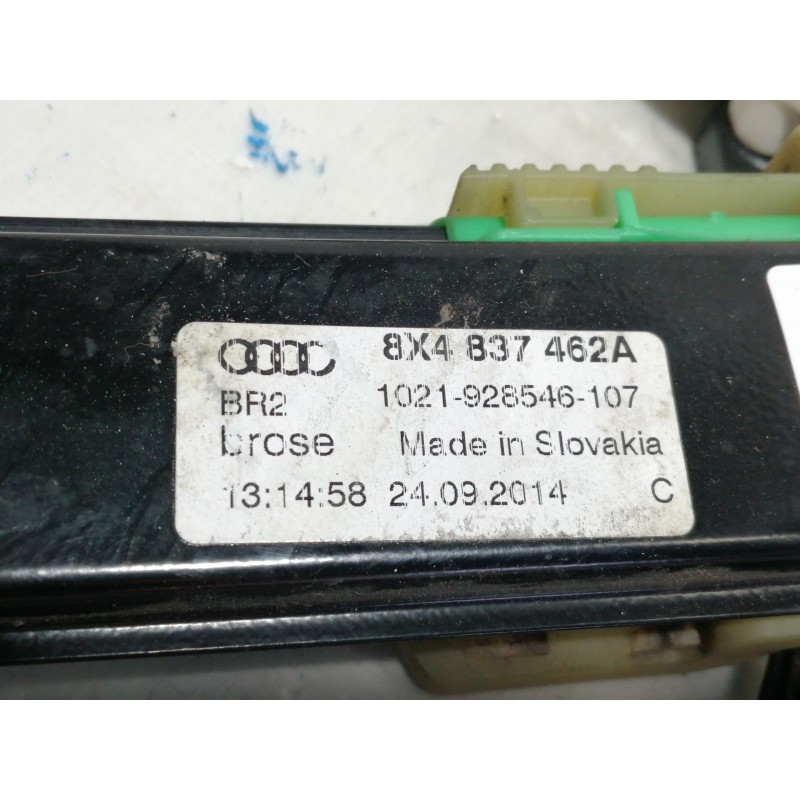 8X4 837 462A
BR2 1021-928546-107
brose Made in Slovakia
13:14:58 24.09.2014 C